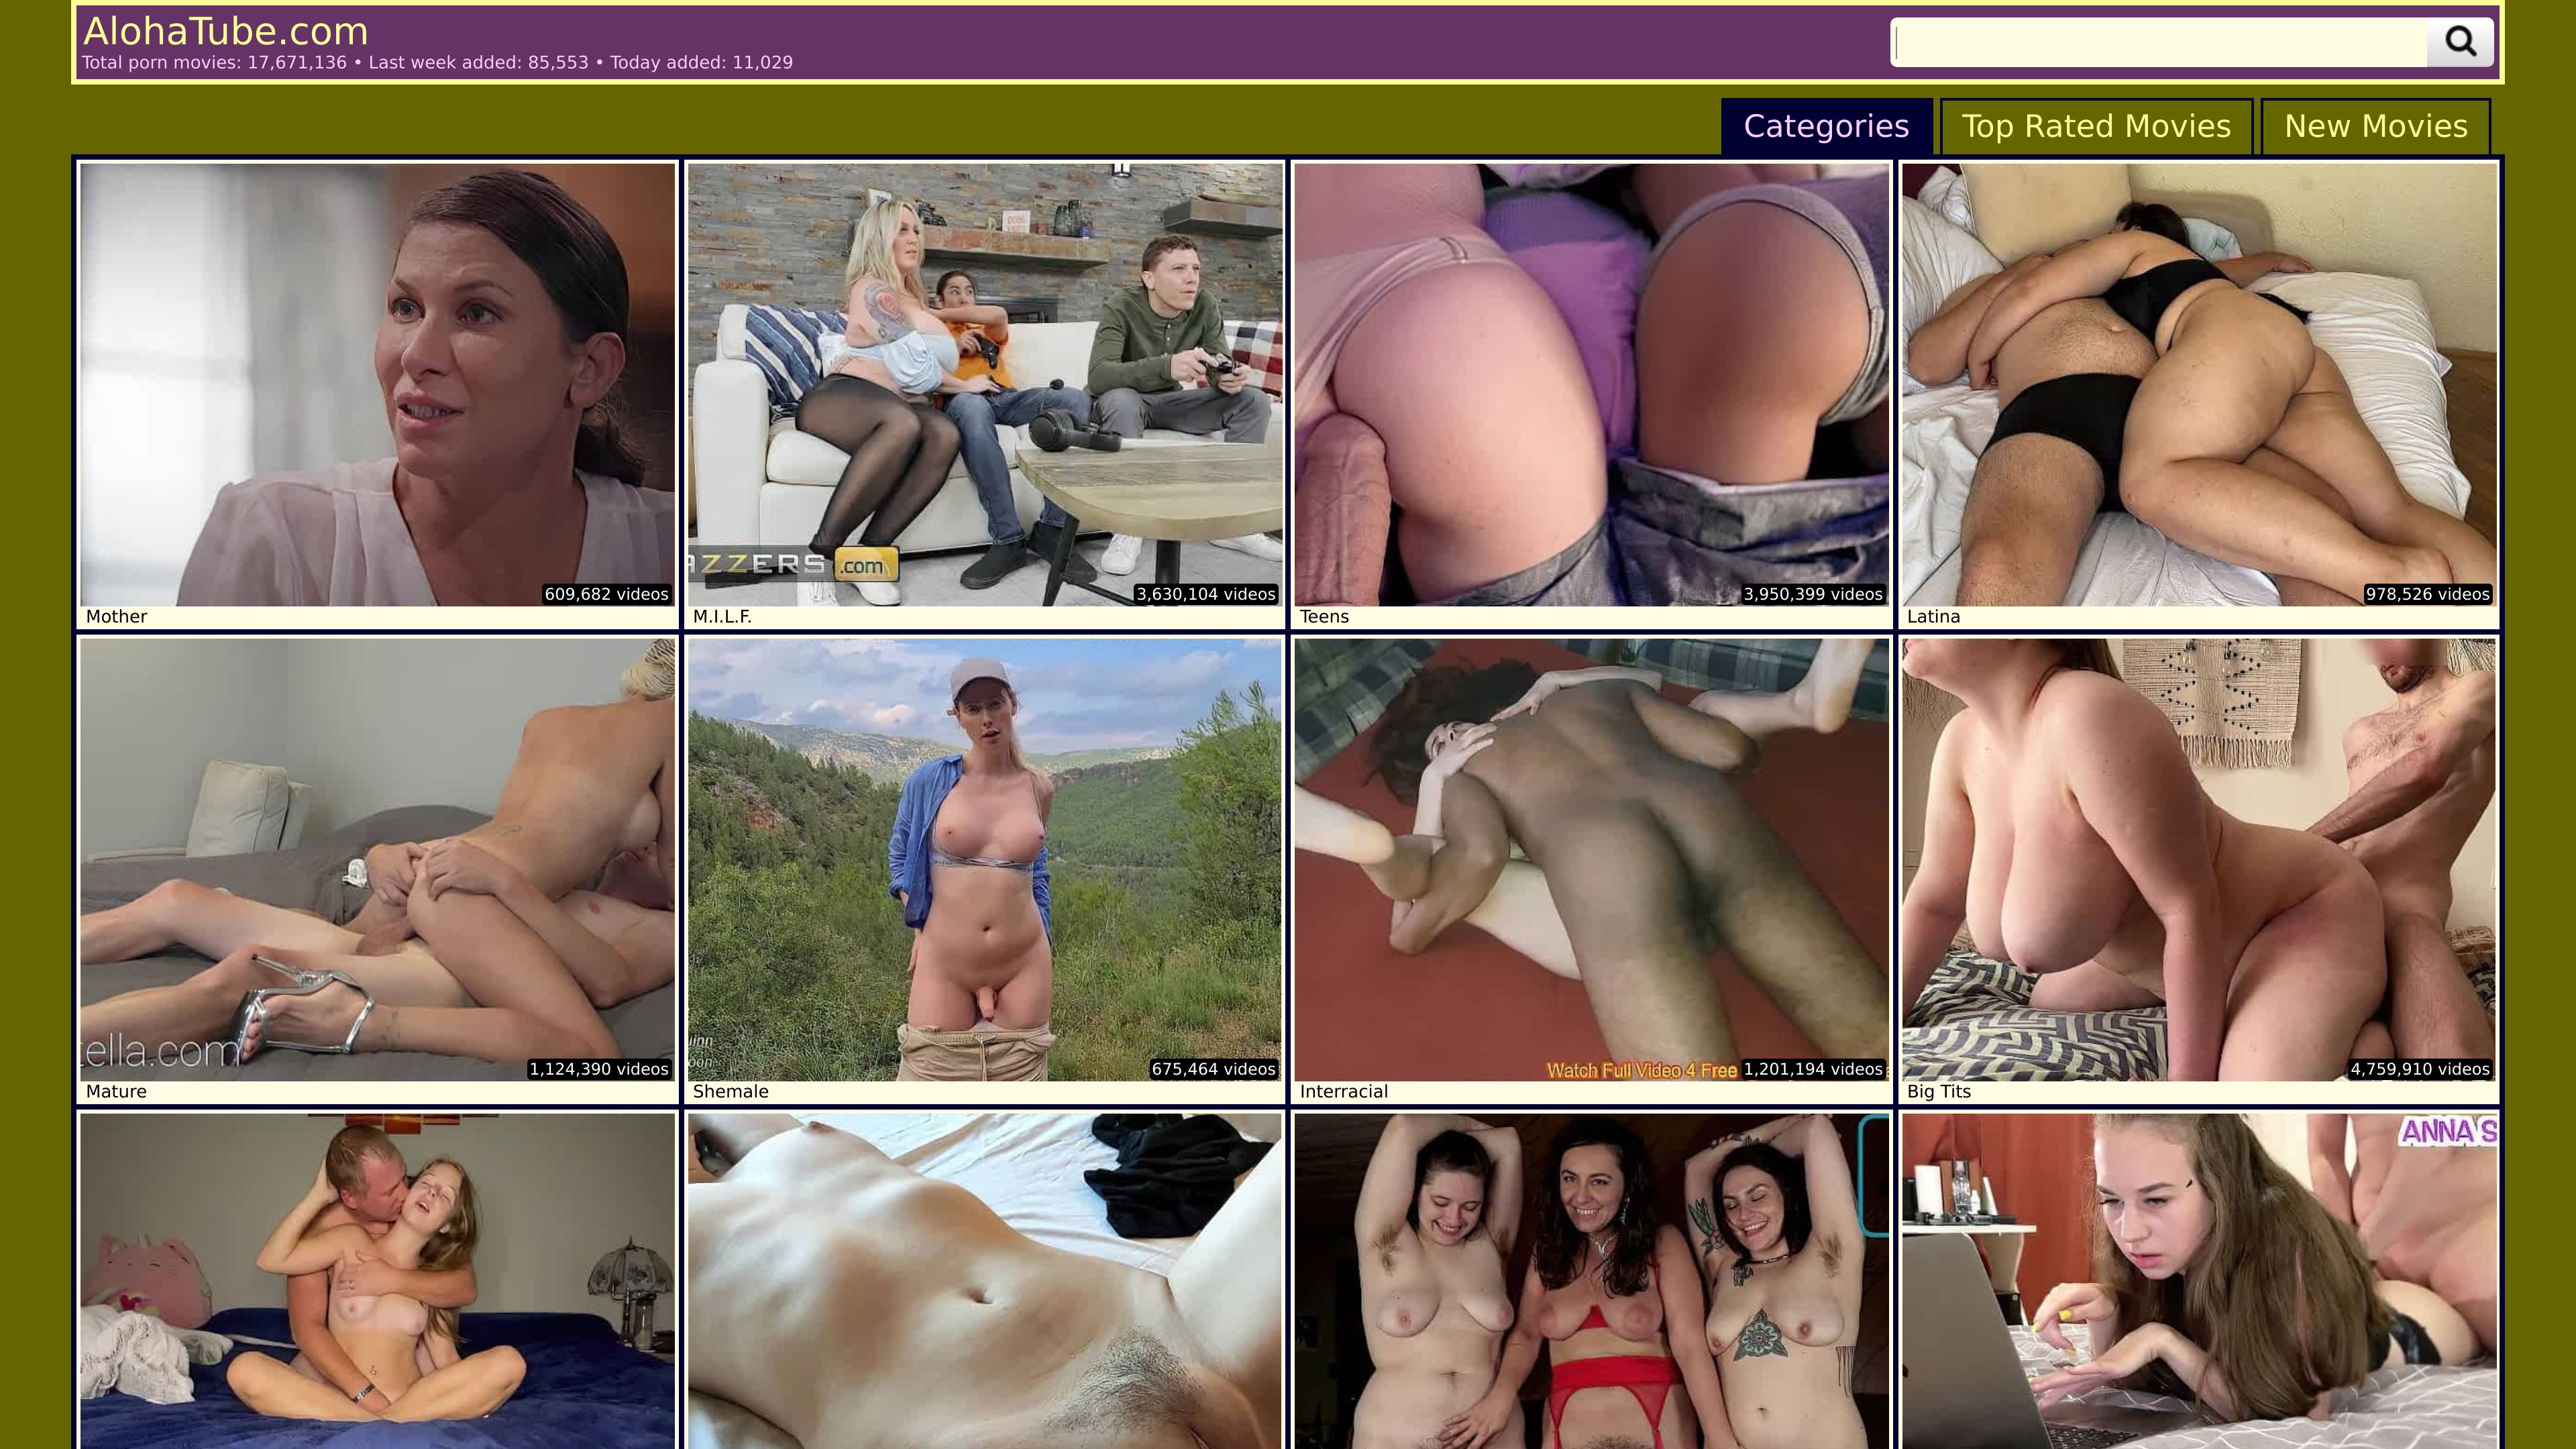 AlohaTube.com
Total porn movies: 17,671,136 • Last week added: 85,553 • Today added: 11,029
Categories
Top Rated Movies
New Movies
AZZERS .com
609,682 videos
3,630,104 videos
3,950,399 videos
978,526 videos
Mother
M.I.L.F.
Teens
Latina
ella.com
1,124,390 videos
675,464 videos
Watch Full Video 4 Free
1,201,194 videos
4,759,910 videos
Mature
Shemale
Interracial
Big Tits
ANNA'S